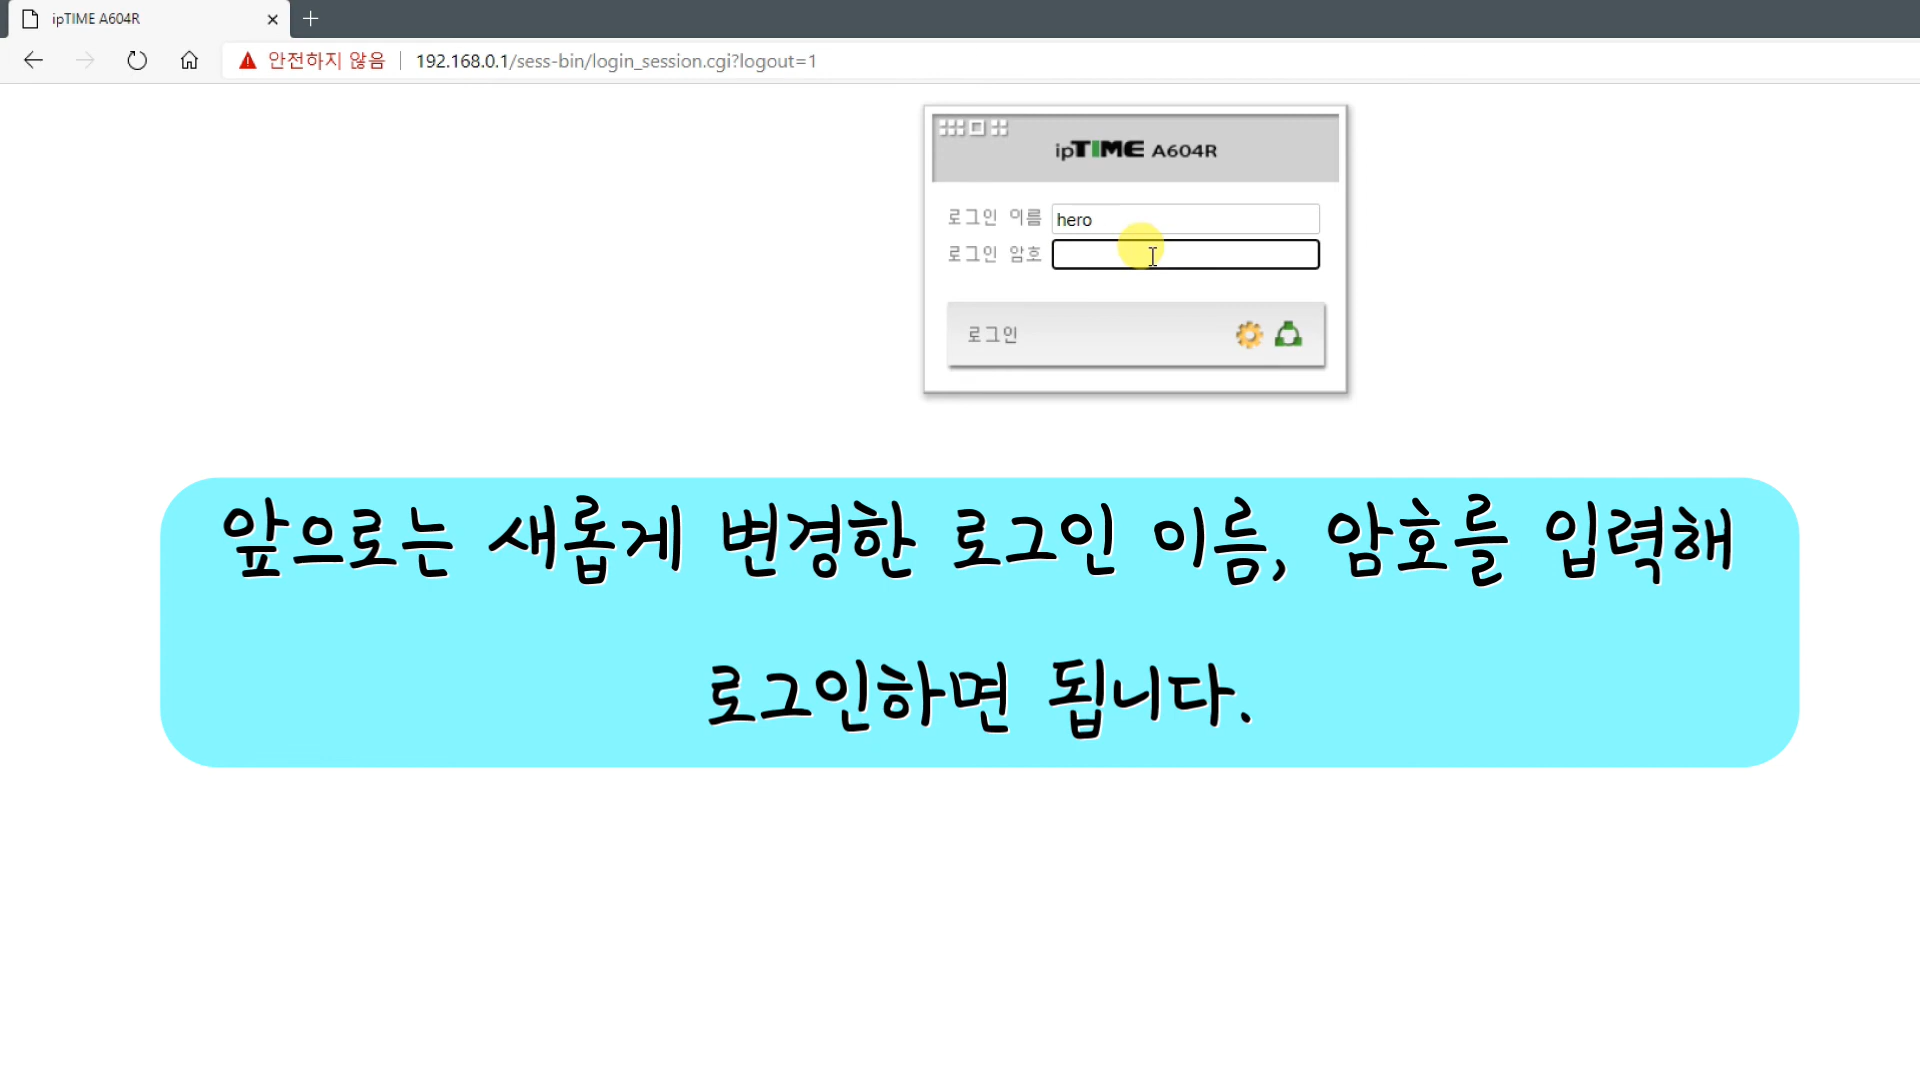 ipTIME A604R
안전하지 않음 192.168.0.1/sess-bin/login_session.cgi?logout=1
ipTIME A604R
로그인 이름 hero
로그인 암호
로그인
앞으로는 새롭게 변경한 로그인 이름, 암호를 입력해
로그인하면 됩니다.